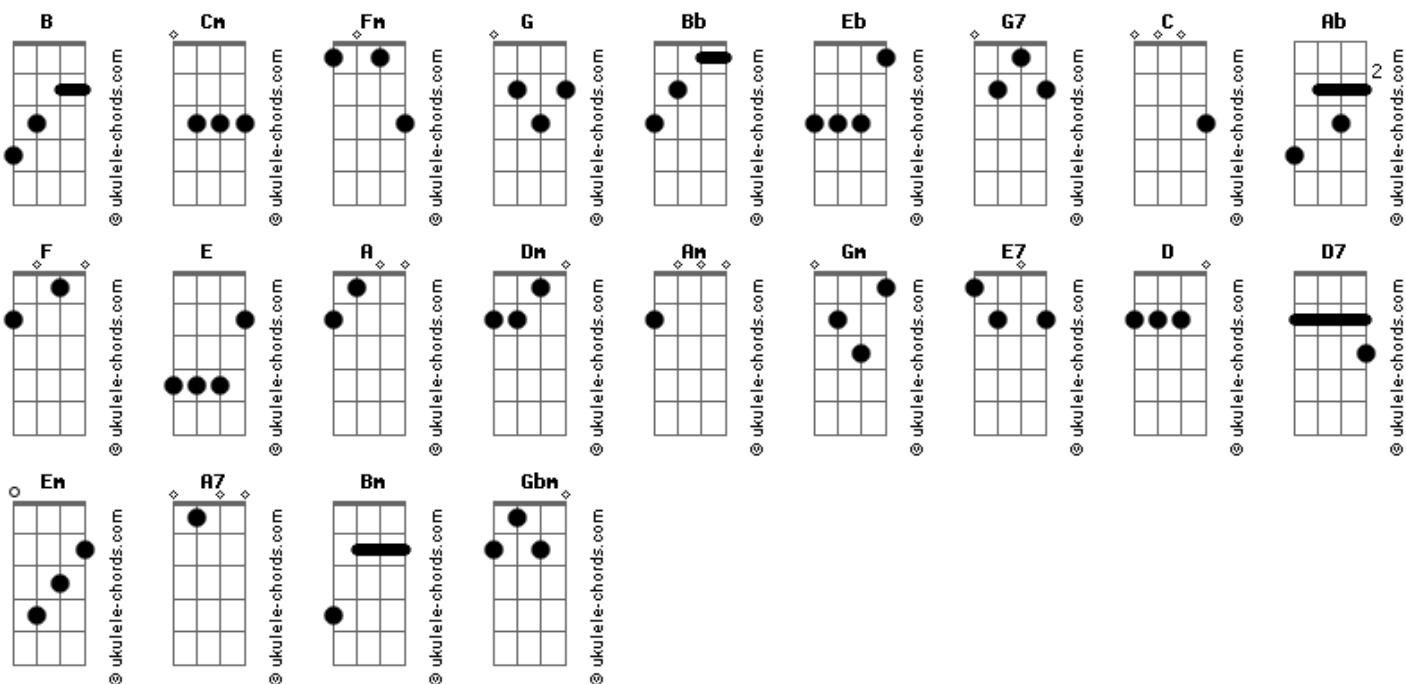 B Cm Fm G Bb Eb G7 C Ab
2
© ukulele-chords.com © ukulele-chords.com © ukulele-chords.com © ukulele-chords.com © ukulele-chords.com © ukulele-chords.com © ukulele-chords.com © ukulele-chords.com © ukulele-chords.com
F E A Dm Am Gm E7 D D7
© ukulele-chords.com © ukulele-chords.com © ukulele-chords.com © ukulele-chords.com © ukulele-chords.com © ukulele-chords.com © ukulele-chords.com © ukulele-chords.com © ukulele-chords.com
Em A7 Bm Gbm
© ukulele-chords.com © ukulele-chords.com © ukulele-chords.com © ukulele-chords.com